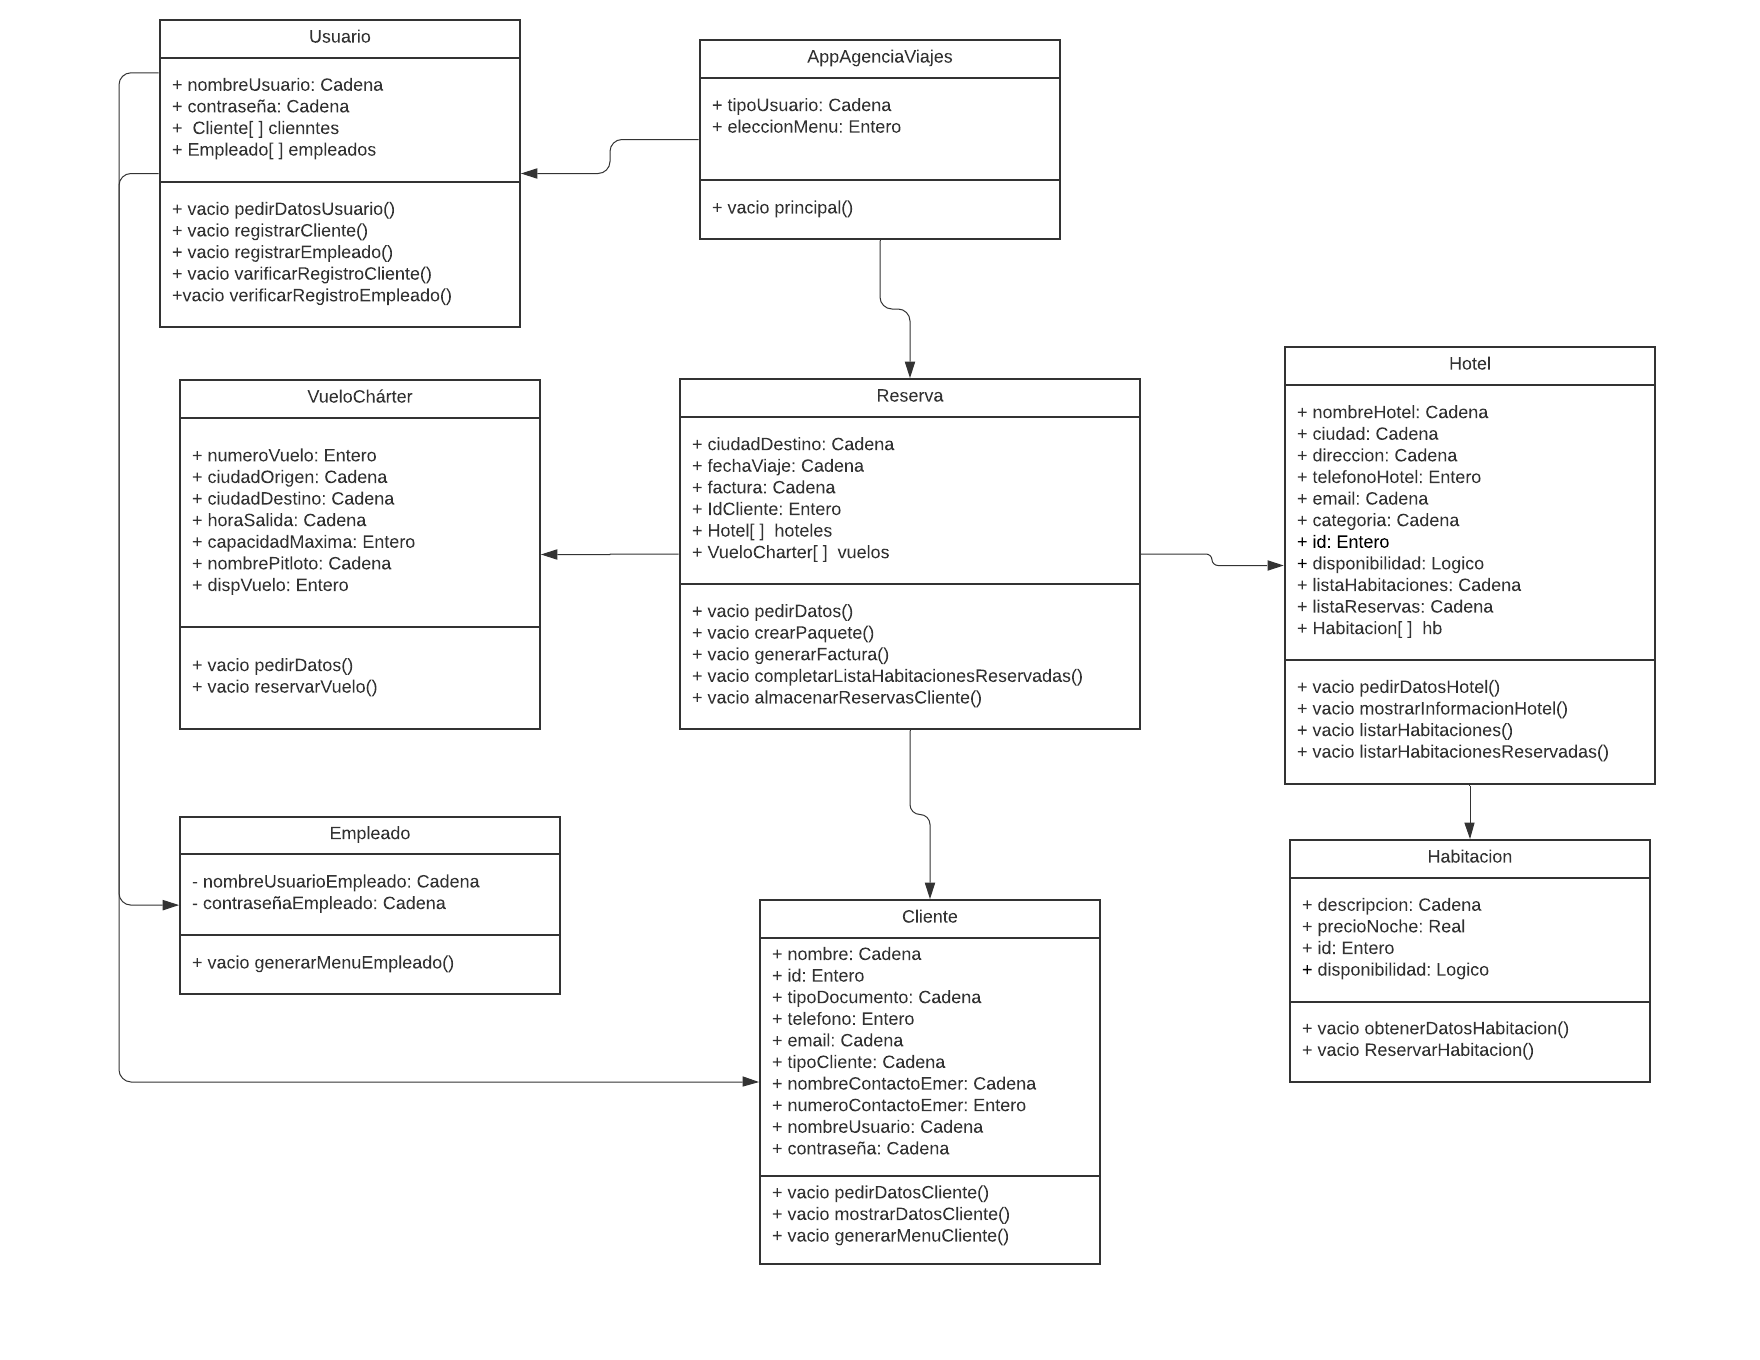 Usuario
+ nombreUsuario: Cadena
+ contraseña: Cadena
+  Cliente[ ] clienntes
+ Empleado[ ] empleados
+ vacio pedirDatosUsuario()
+ vacio registrarCliente()
+ vacio registrarEmpleado()
+ vacio varificarRegistroCliente()
+vacio verificarRegistroEmpleado()
AppAgenciaViajes
+ tipoUsuario: Cadena
+ eleccionMenu: Entero
+ vacio principal()
VueloChárter
+ numeroVuelo: Entero
+ ciudadOrigen: Cadena
+ ciudadDestino: Cadena
+ horaSalida: Cadena
+ capacidadMaxima: Entero
+ nombrePitloto: Cadena
+ dispVuelo: Entero
+ vacio pedirDatos()
+ vacio reservarVuelo()
Reserva
+ ciudadDestino: Cadena
+ fechaViaje: Cadena
+ factura: Cadena
+ IdCliente: Entero
+ Hotel[ ]  hoteles
+ VueloCharter[ ]  vuelos
+ vacio pedirDatos()
+ vacio crearPaquete()
+ vacio generarFactura()
+ vacio completarListaHabitacionesReservadas()
+ vacio almacenarReservasCliente()
Hotel
+ nombreHotel: Cadena
+ ciudad: Cadena
+ direccion: Cadena
+ telefonoHotel: Entero
+ email: Cadena
+ categoria: Cadena
+ id: Entero
+ disponibilidad: Logico
+ listaHabitaciones: Cadena
+ listaReservas: Cadena
+ Habitacion[ ]  hb
+ vacio pedirDatosHotel()
+ vacio mostrarInformacionHotel()
+ vacio listarHabitaciones()
+ vacio listarHabitacionesReservadas()
Empleado
- nombreUsuarioEmpleado: Cadena
- contraseñaEmpleado: Cadena
+ vacio generarMenuEmpleado()
Cliente
+ nombre: Cadena
+ id: Entero
+ tipoDocumento: Cadena
+ telefono: Entero
+ email: Cadena
+ tipoCliente: Cadena
+ nombreContactoEmer: Cadena
+ numeroContactoEmer: Entero
+ nombreUsuario: Cadena
+ contraseña: Cadena
+ vacio pedirDatosCliente()
+ vacio mostrarDatosCliente()
+ vacio generarMenuCliente()
Habitacion
+ descripcion: Cadena
+ precioNoche: Real
+ id: Entero
+ disponibilidad: Logico
+ vacio obtenerDatosHabitacion()
+ vacio ReservarHabitacion()